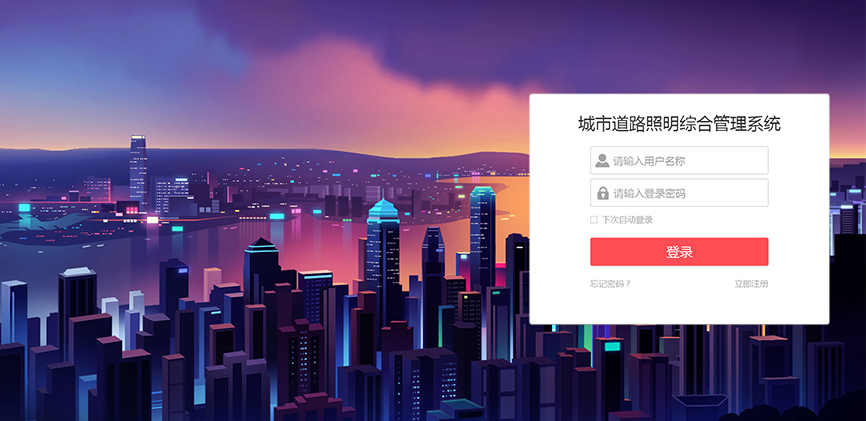 城市道路照明综合管理系统
请输入用户名称
请输入登录密码
下次自动登录
登录
忘记密码？
立即注册